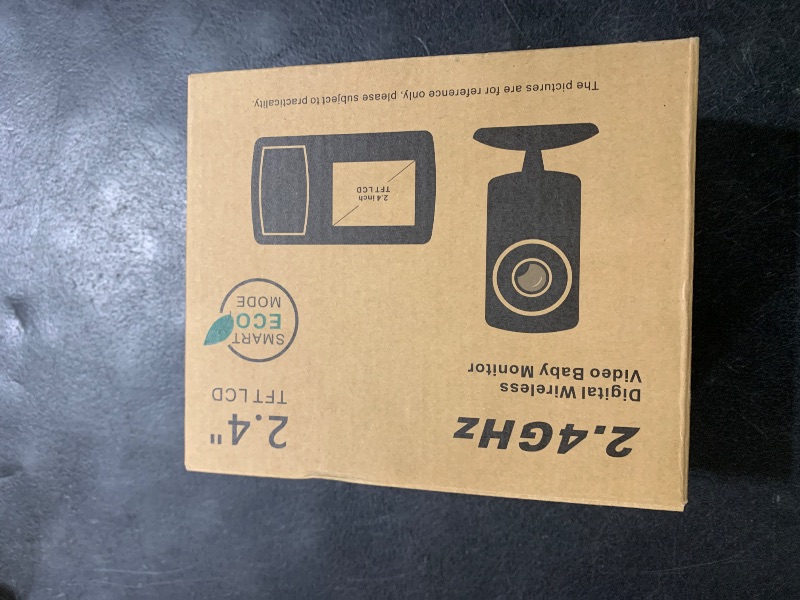 2.4GHz
Digital Wireless
Video Baby Monitor
2.4"
TFT LCD
SMART
ECO
MODE
2.4 inch
TFT LCD
The pictures are for reference only, please subject to practicality.